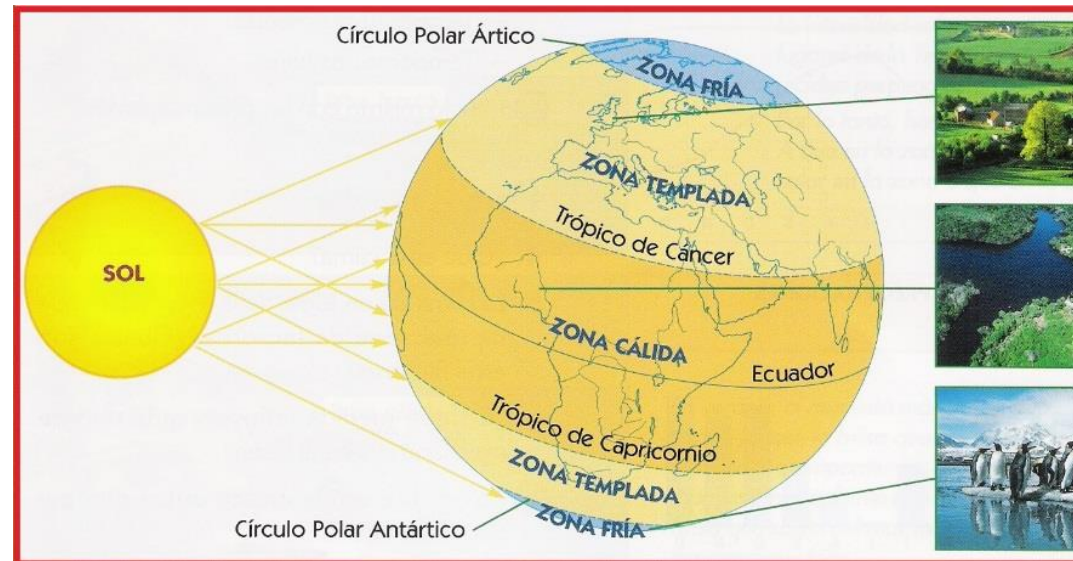 Círculo Polar Ártico
ZONA FRÍA
ZONA TEMPLADA
Trópico de Cáncer
SOL
ZONA CÁLIDA
Ecuador
Trópico de Capricornio
ZONA TEMPLADA
Círculo Polar Antártico
ZONA FRÍA